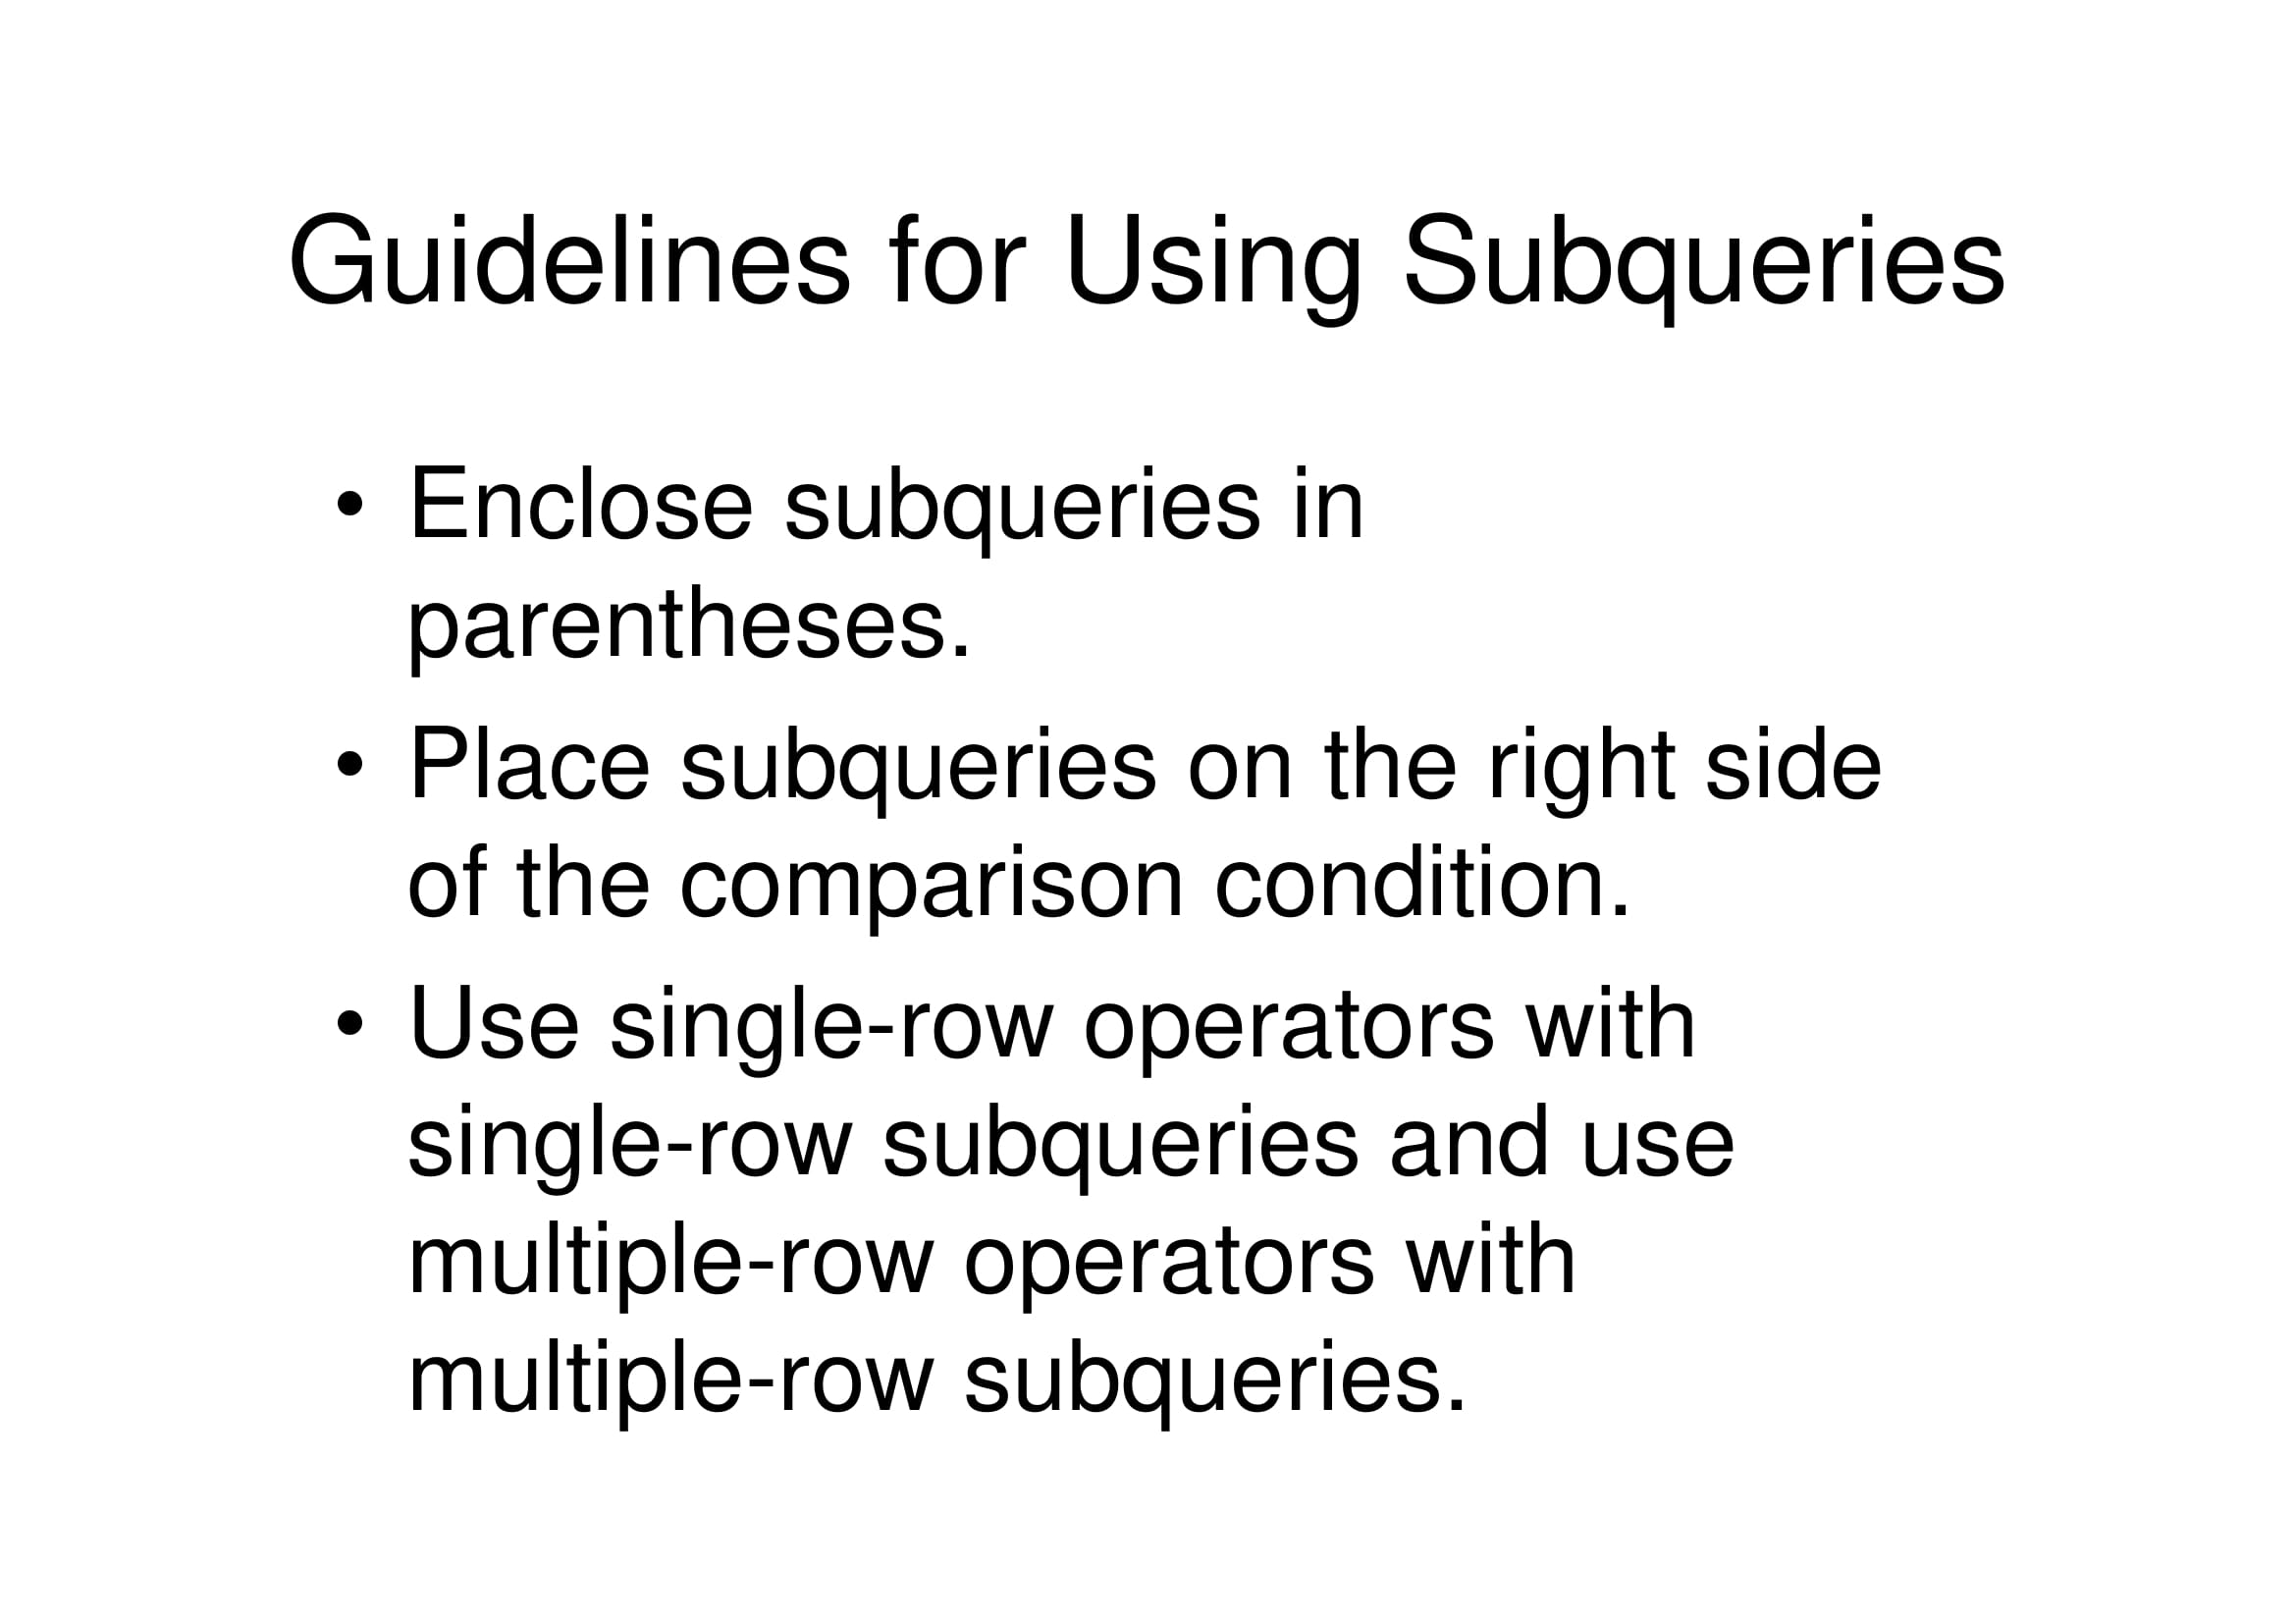 Guidelines for Using Subqueries
• Enclose subqueries in
parentheses.
• Place subqueries on the right side
of the comparison condition.
• Use single-row operators with
single-row subqueries and use
multiple-row operators with
multiple-row subqueries.